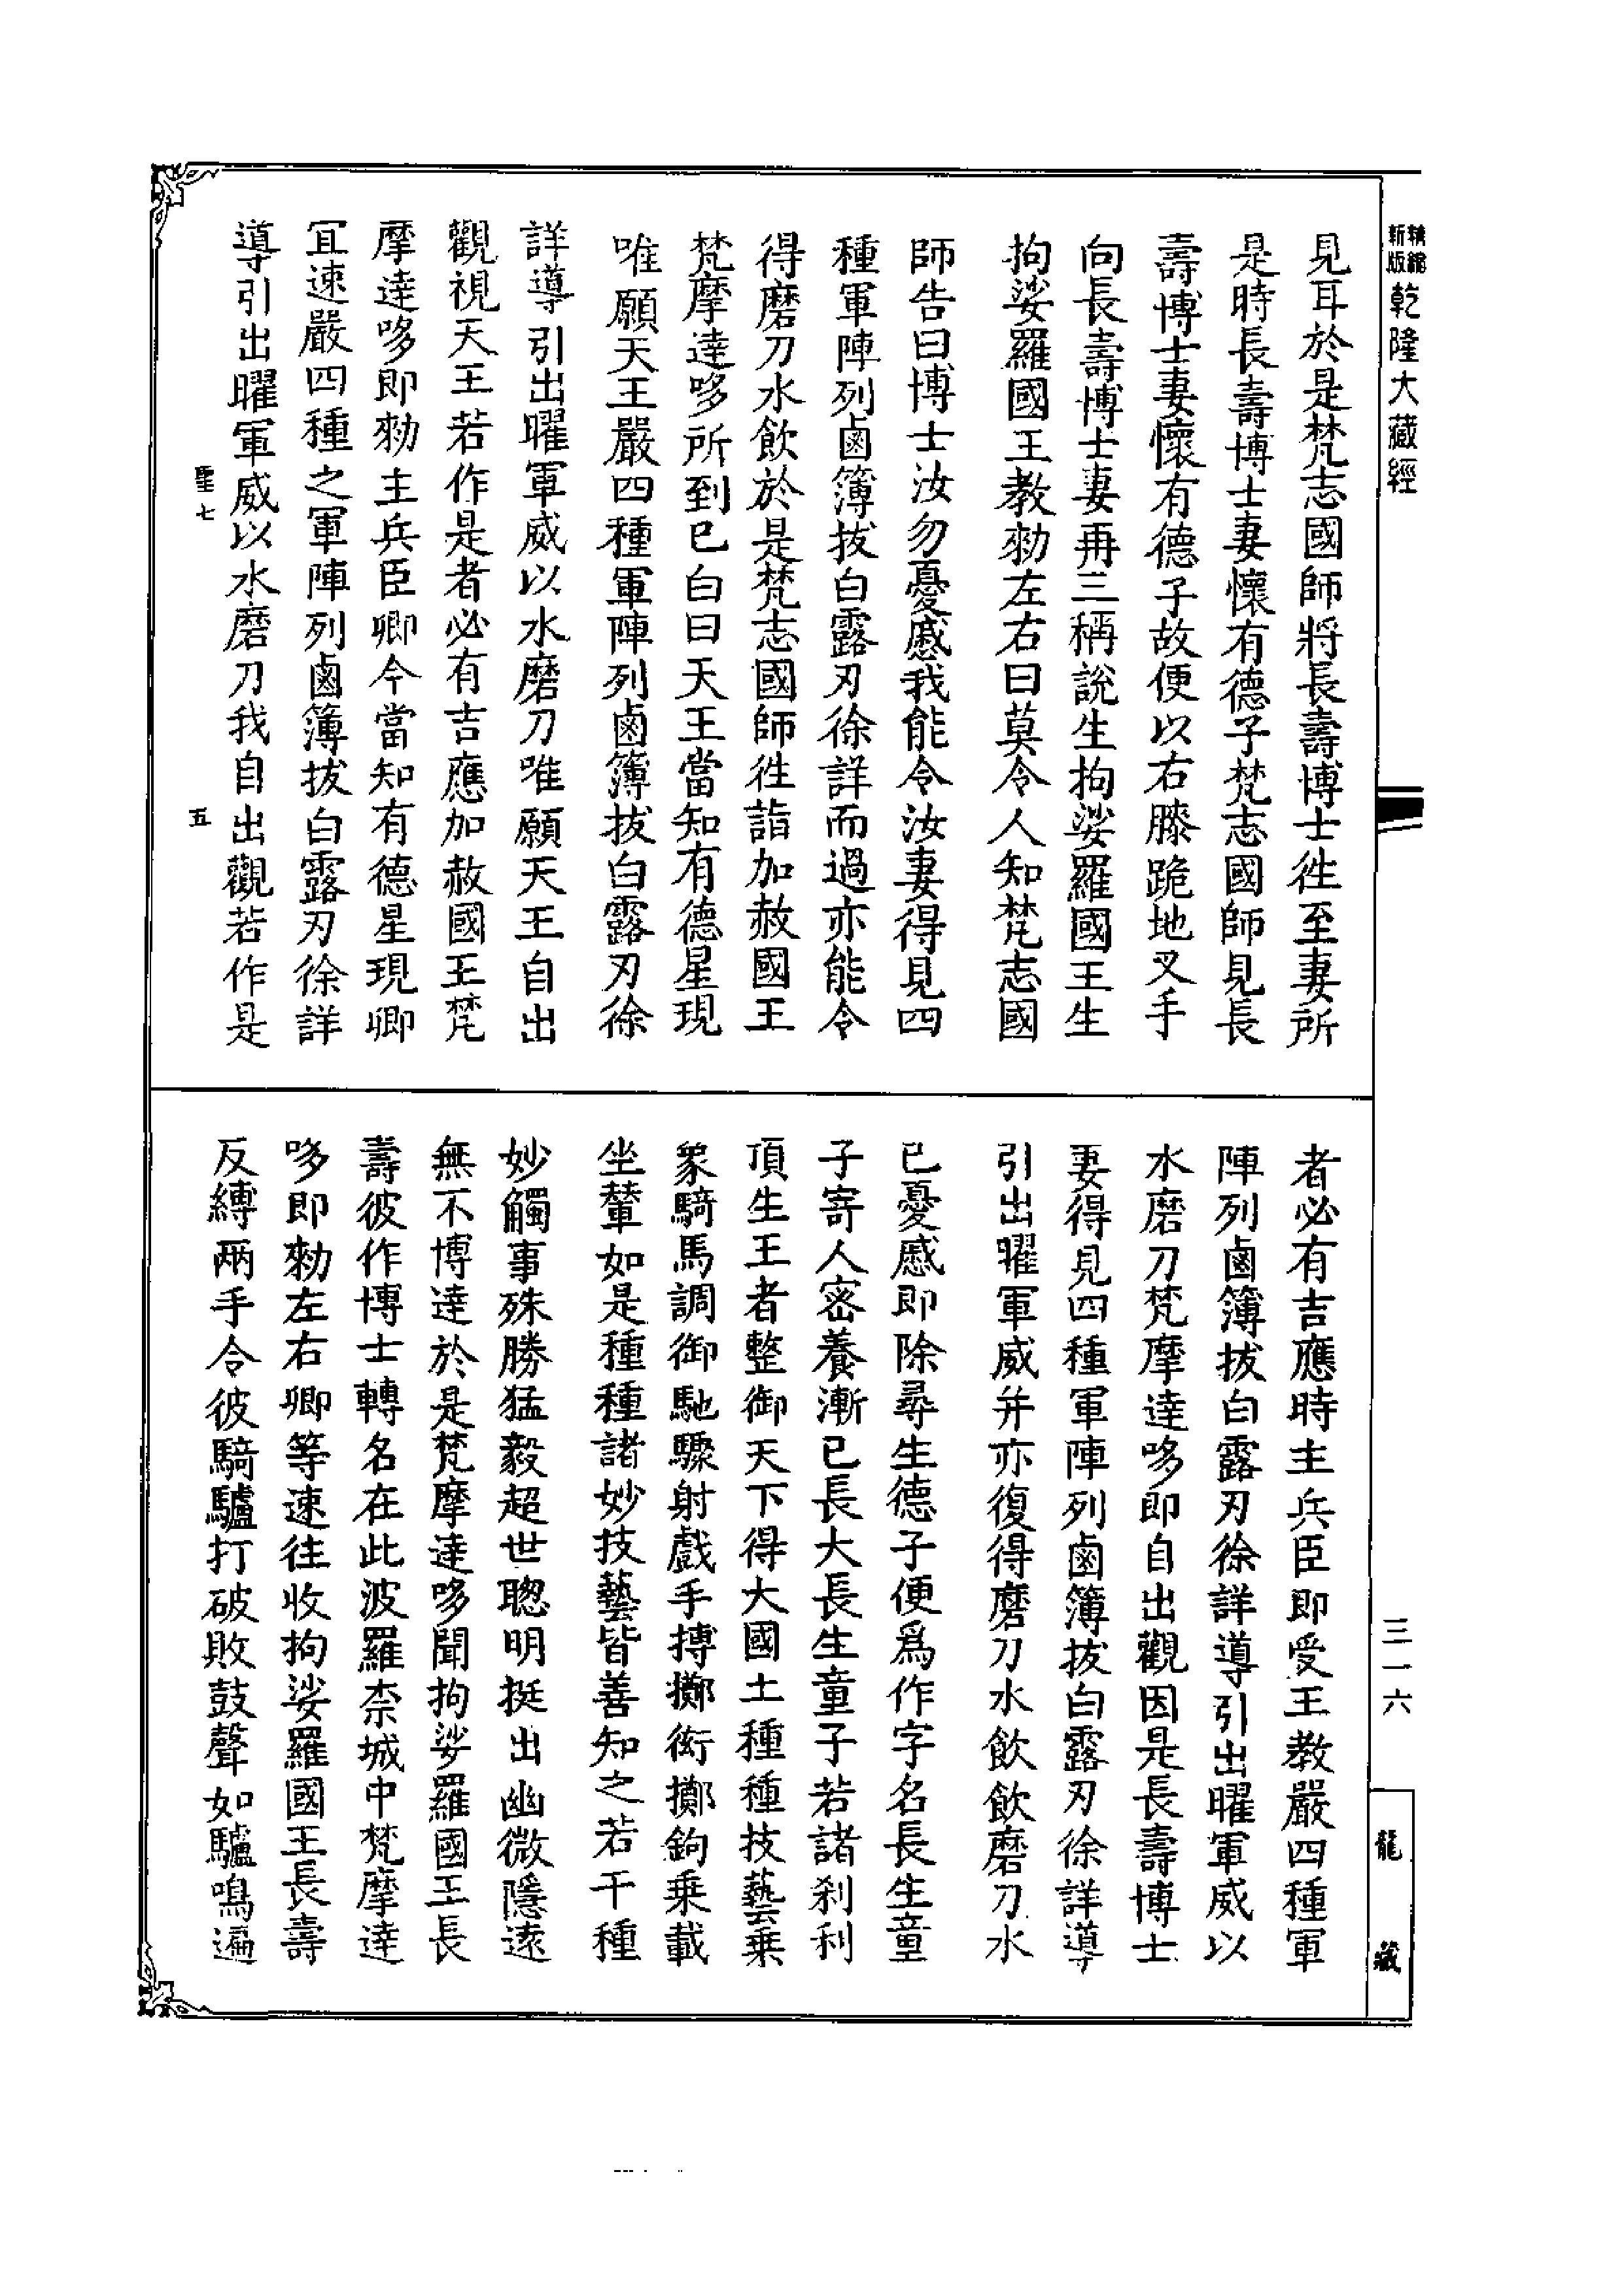 精縮新版 乾隆大藏經
見耳於是梵志國師將長壽博士往至妻所
是時長壽博士妻懷有德子梵志國師見長
壽博士妻懷有德子故便以右膝跪地叉手
向長壽博士妻再三稱說生拘娑羅國王生
拘娑羅國王教勑左右曰莫令人知梵志國
師告曰博士汝勿憂慼我能令汝妻得見四
種軍陣列鹵簿拔白露刃徐詳而過亦能令
得磨刀水飲於是梵志國師往詣加赦國王
梵摩達哆所到已白曰天王當知有德星現
唯願天王嚴四種軍陣列鹵簿拔白露刃徐
詳導引出曜軍威以水磨刀唯願天王自出
觀視天王若作是者必有吉應加赦國王梵
摩達哆即勑主兵臣卿今當知有德星現卿
宜速嚴四種之軍陣列鹵簿拔白露刃徐詳
導引出曜軍威以水磨刀我自出觀若作是
聖七 五
者必有吉應時主兵臣即受王教嚴四種軍
陣列鹵簿拔白露刃徐詳導引出曜軍威以
水磨刀梵摩達哆即自出觀因是長壽博士
妻得見四種軍陣列鹵簿拔白露刃徐詳導
引出曜軍威并亦復得磨刀水飲飲磨刀水
已憂慼即除尋生德子便爲作字名長生童
子寄人密養漸已長大長生童子若諸刹利
頂生王者整御天下得大國土種種技藝乗
象騎馬調御馳驟射戲手搏擲𦊰擲鉤乗載
坐輦如是種種諸妙技藝皆善知之若干種
妙觸事殊勝猛毅超世聰明挺出幽微隱遠
無不博達於是梵摩達哆聞拘娑羅國王長
壽彼作博士轉名在此波羅柰城中梵摩達
哆即勑左右卿等速往收拘娑羅國王長壽
反縛兩手令彼騎驢打破敗鼓聲如驢鳴遍
三一六
龍藏